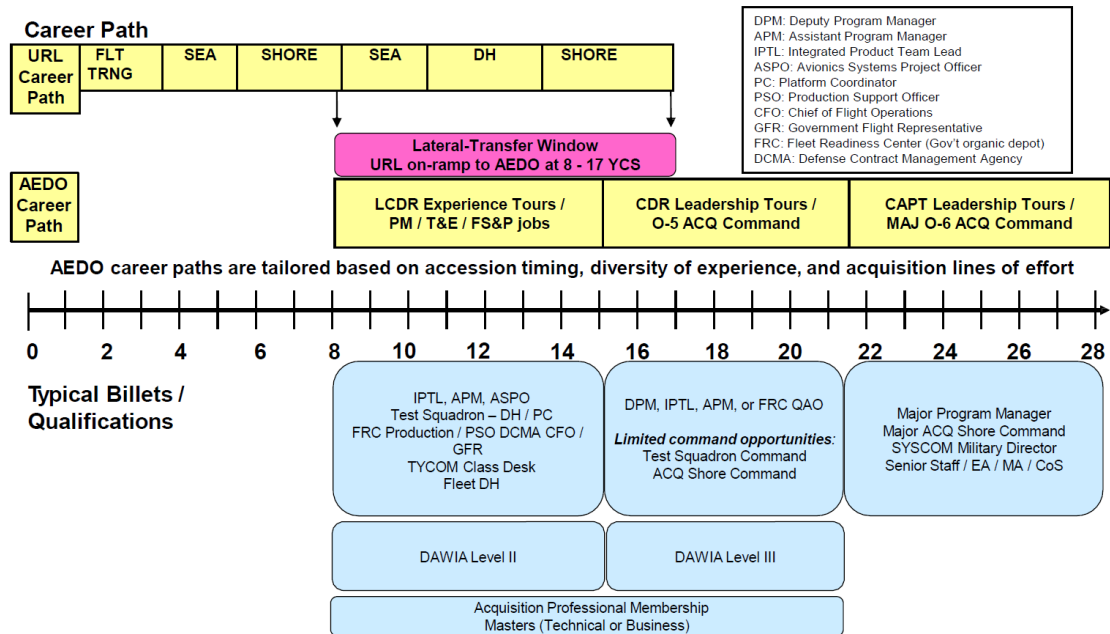 Career Path
URL
Career
Path
FLT
TRNG
SEA
SHORE
SEA
DH
SHORE
DPM: Deputy Program Manager
APM: Assistant Program Manager
IPTL: Integrated Product Team Lead
ASPO: Avionics Systems Project Officer
PC: Platform Coordinator
PSO: Production Support Officer
CFO: Chief of Flight Operations
GFR: Government Flight Representative
FRC: Fleet Readiness Center (Gov't organic depot)
DCMA: Defense Contract Management Agency
Lateral-Transfer Window
URL on-ramp to AEDO at 8 - 17 YCS
AEDO
Career
Path
LCDR Experience Tours /
PM / T&E / FS&P jobs
CDR Leadership Tours /
O-5 ACQ Command
CAPT Leadership Tours /
MAJ O-6 ACQ Command
AEDO career paths are tailored based on accession timing, diversity of experience, and acquisition lines of effort
0 2 4 6 8 10 12 14 16 18 20 22 24 26 28
Typical Billets /
Qualifications
IPTL, APM, ASPO
Test Squadron – DH / PC
FRC Production / PSO DCMA CFO /
GFR
TYCOM Class Desk
Fleet DH
DPM, IPTL, APM, or FRC QAO
Limited command opportunities:
Test Squadron Command
ACQ Shore Command
Major Program Manager
Major ACQ Shore Command
SYSCOM Military Director
Senior Staff / EA / MA / CoS
DAWIA Level II
DAWIA Level III
Acquisition Professional Membership
Masters (Technical or Business)